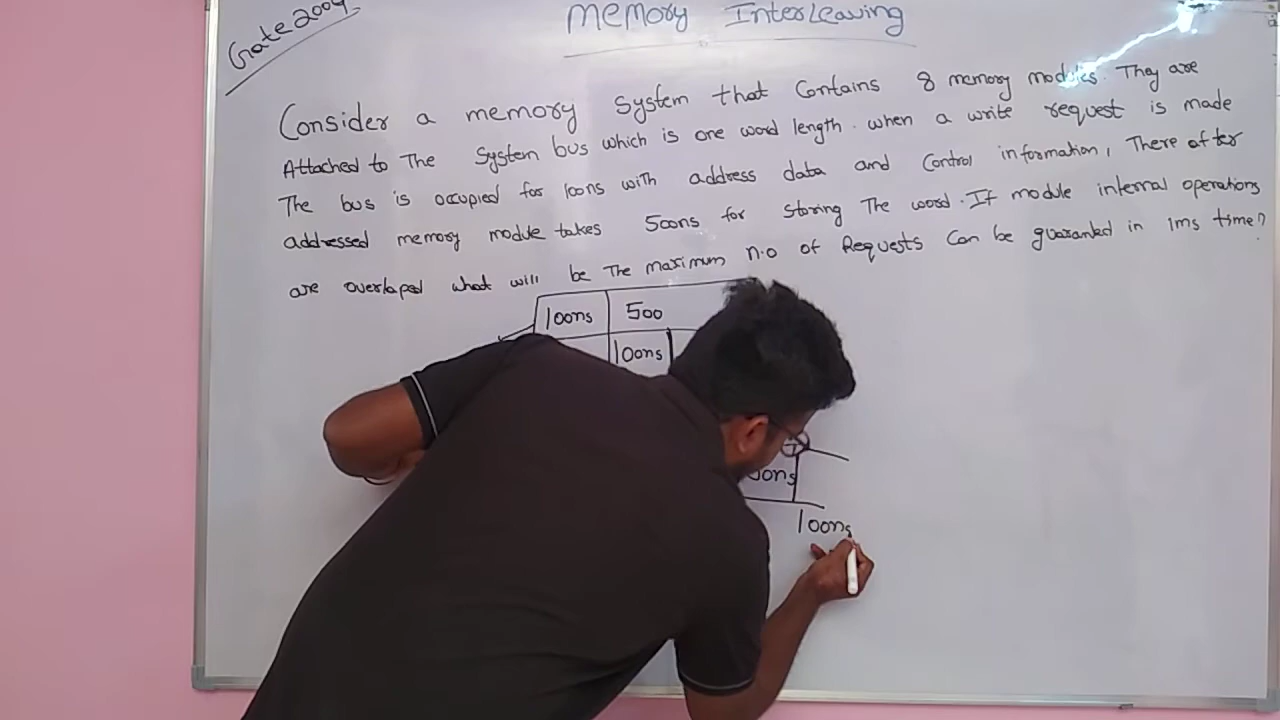 Gate 2009
Memory Interleaving
Consider a memory system that contains 8 memory modules. They are
Attached to The system bus which is one word length. when a write request is made
The bus is occupied for 100ns with address data and control information, There after
addressed memory module takes 500ns for storing The word. If module internal operations
are overlaped what will be The maximum n.o of Requests can be guaranted in 1ms time?
100ns 500
100ns
100ns